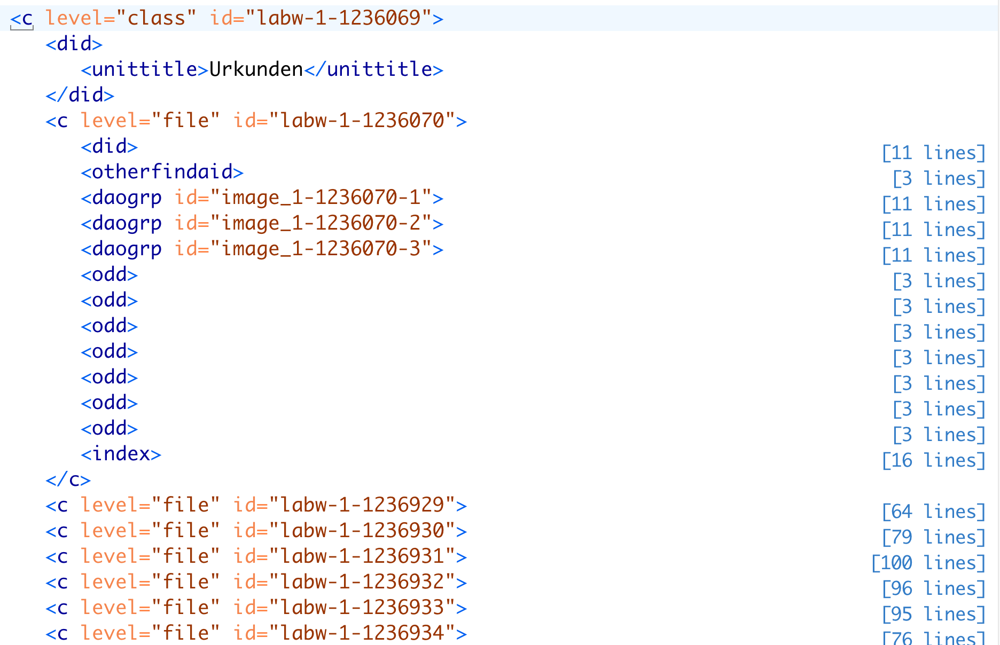 <c level="class" id="labw-1-1236069">
<did>
<unittitle>Urkunden</unittitle>
</did>
<c level="file" id="labw-1-1236070">
<did> [11 lines]
<otherfindaid> [3 lines]
<daogrp id="image_1-1236070-1"> [11 lines]
<daogrp id="image_1-1236070-2"> [11 lines]
<daogrp id="image_1-1236070-3"> [11 lines]
<odd> [3 lines]
<odd> [3 lines]
<odd> [3 lines]
<odd> [3 lines]
<odd> [3 lines]
<odd> [3 lines]
<odd> [3 lines]
<index> [16 lines]
</c>
<c level="file" id="labw-1-1236929"> [64 lines]
<c level="file" id="labw-1-1236930"> [79 lines]
<c level="file" id="labw-1-1236931"> [100 lines]
<c level="file" id="labw-1-1236932"> [96 lines]
<c level="file" id="labw-1-1236933"> [95 lines]
<c level="file" id="labw-1-1236934"> [76 lines]